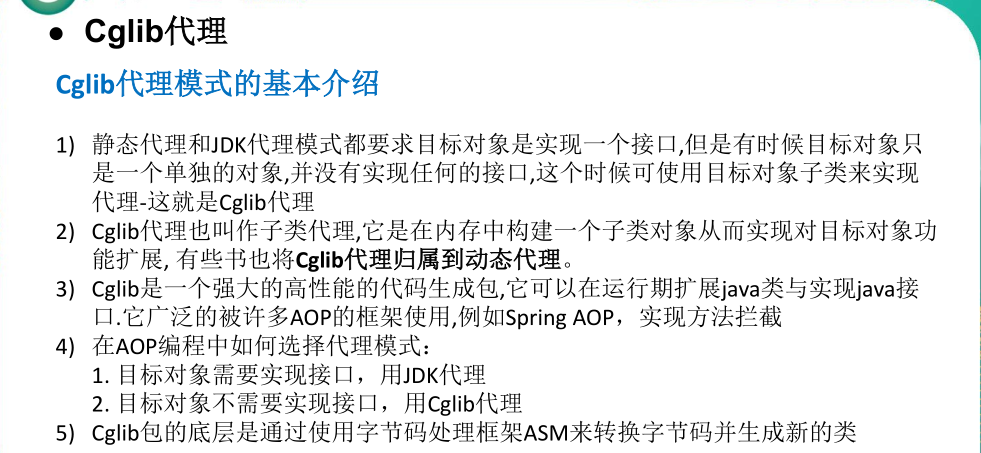 ● Cglib代理
Cglib代理模式的基本介绍
1) 静态代理和JDK代理模式都要求目标对象是实现一个接口,但是有时候目标对象只
是一个单独的对象,并没有实现任何的接口,这个时候可使用目标对象子类来实现
代理-这就是Cglib代理
2) Cglib代理也叫作子类代理,它是在内存中构建一个子类对象从而实现对目标对象功
能扩展, 有些书也将Cglib代理归属到动态代理。
3) Cglib是一个强大的高性能的代码生成包,它可以在运行期扩展java类与实现java接
口.它广泛的被许多AOP的框架使用,例如Spring AOP，实现方法拦截
4) 在AOP编程中如何选择代理模式：
1. 目标对象需要实现接口，用JDK代理
2. 目标对象不需要实现接口，用Cglib代理
5) Cglib包的底层是通过使用字节码处理框架ASM来转换字节码并生成新的类